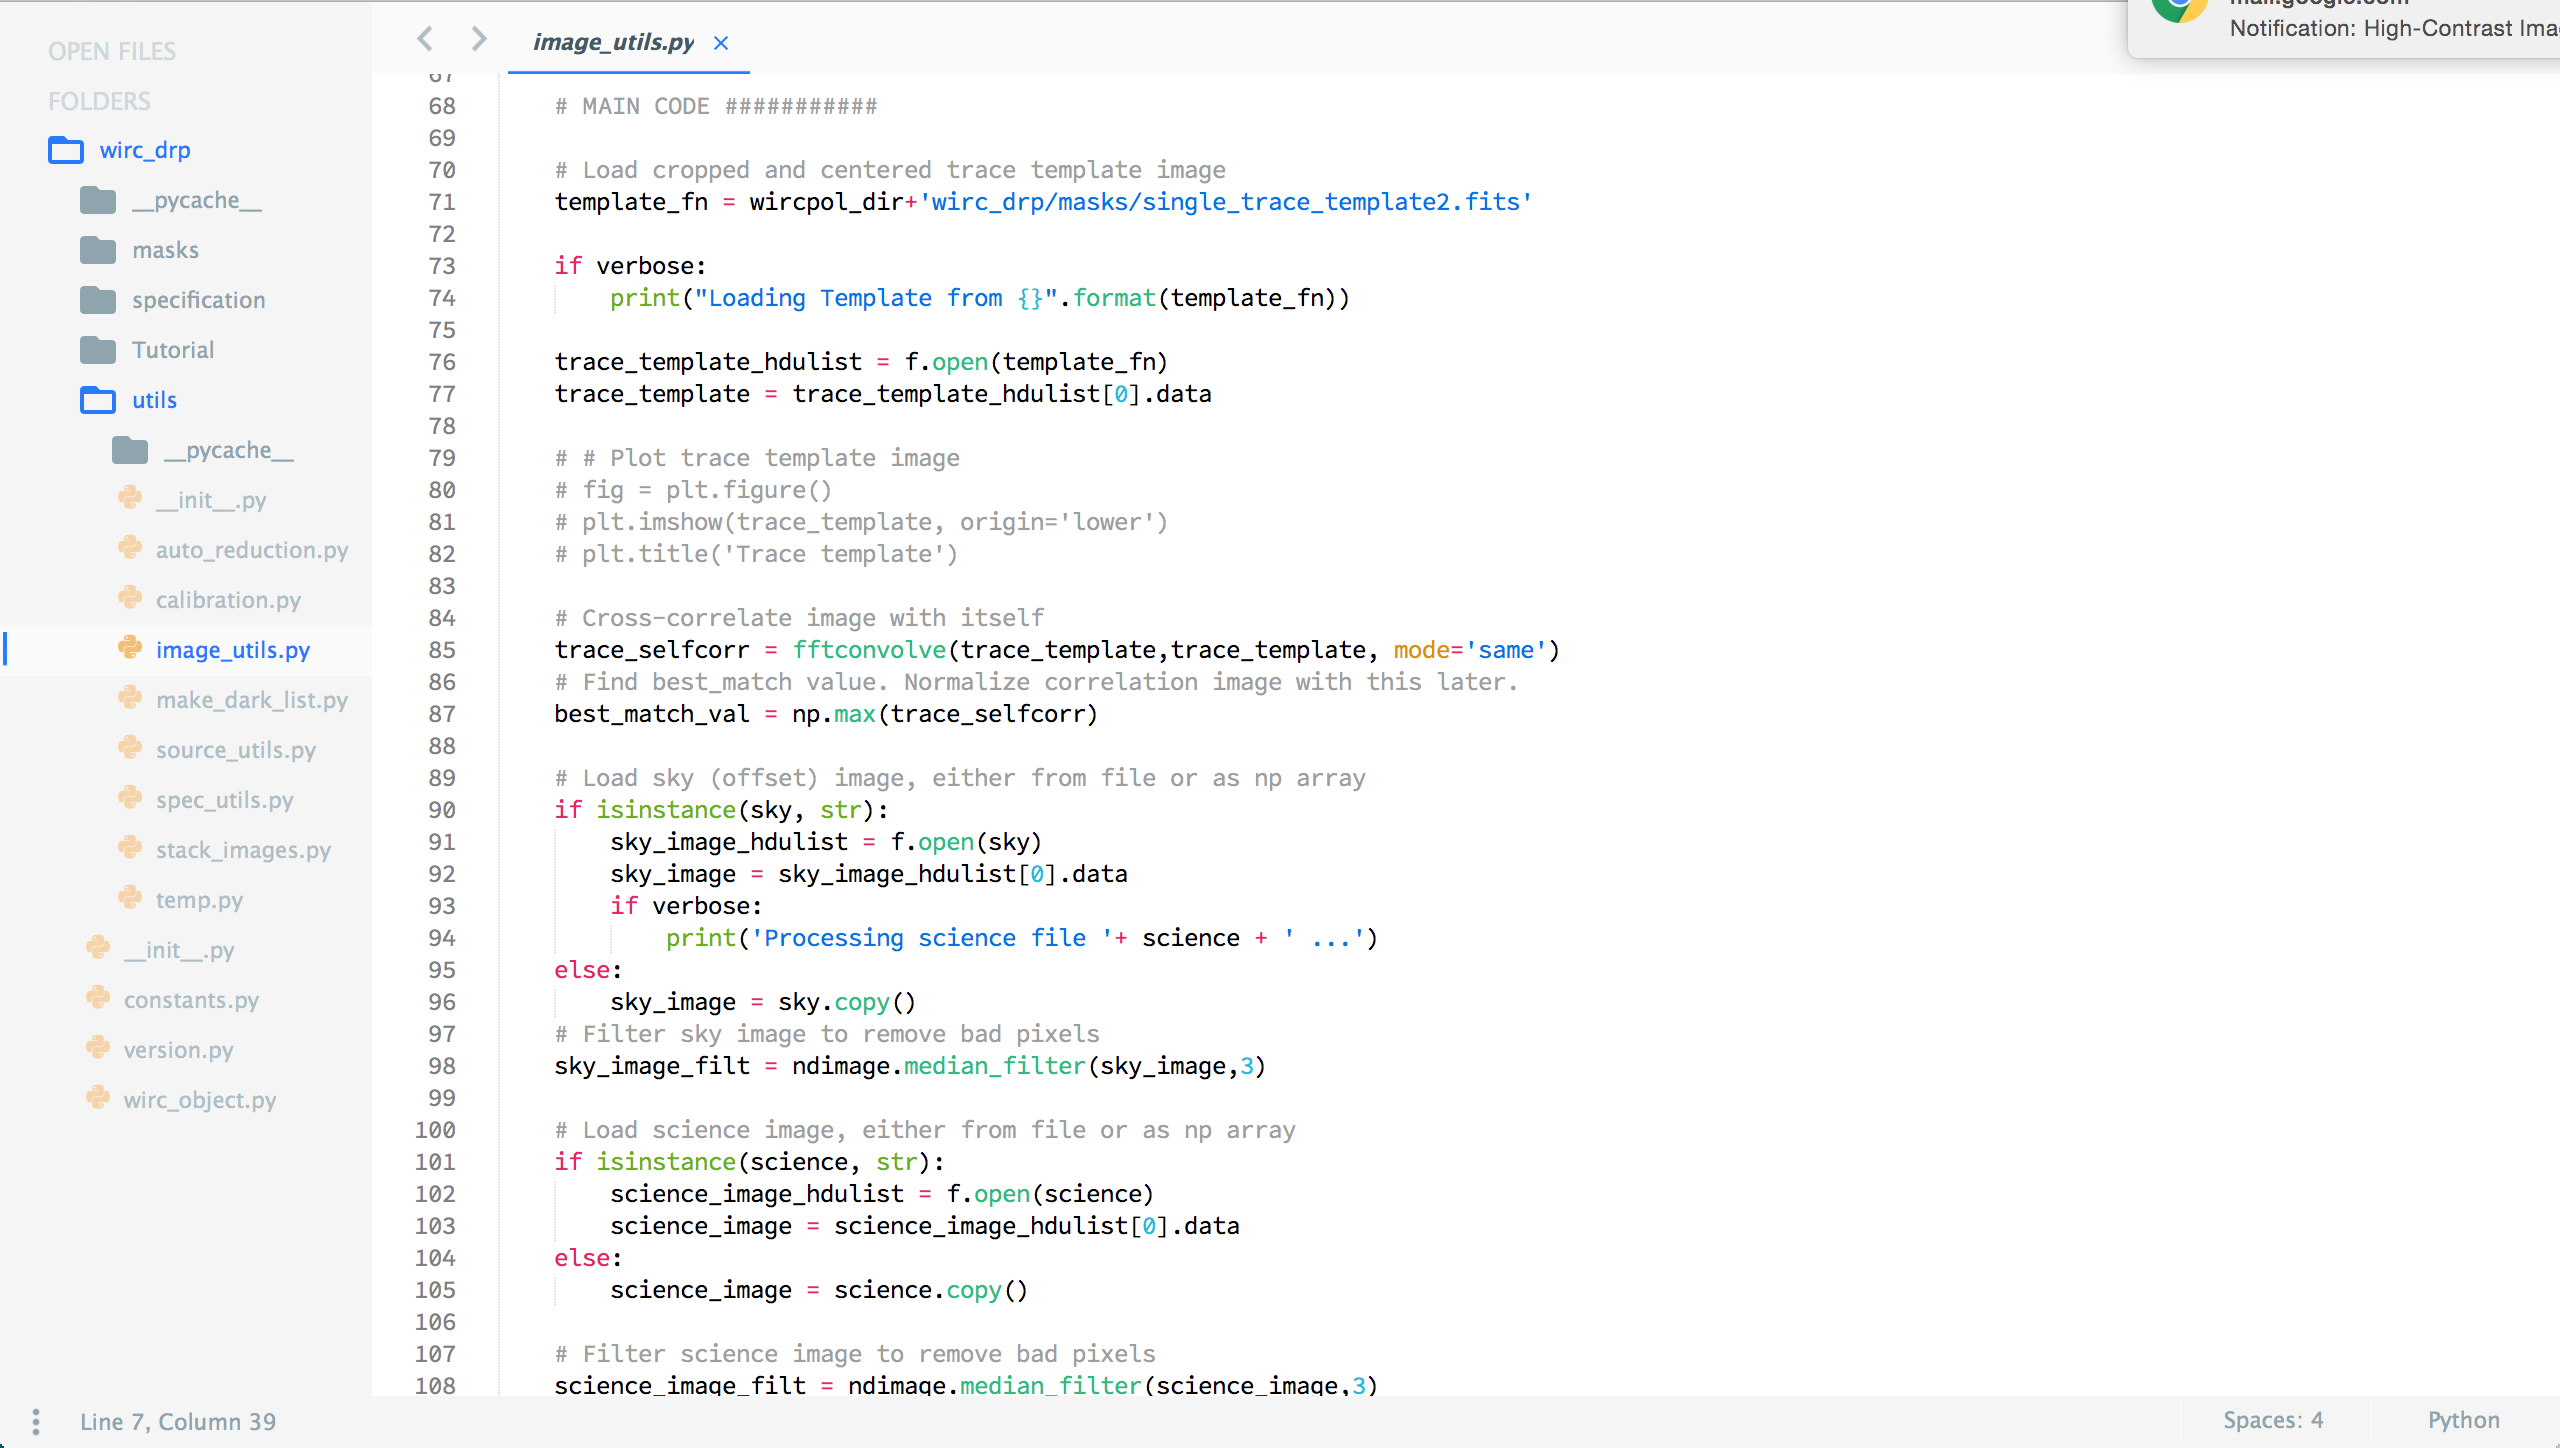 OPEN FILES
FOLDERS
wirc_drp
__pycache__
masks
specification
Tutorial
utils
__pycache__
__init__.py
auto_reduction.py
calibration.py
image_utils.py
make_dark_list.py
source_utils.py
spec_utils.py
stack_images.py
temp.py
__init__.py
constants.py
version.py
wirc_object.py
image_utils.py ×
mail.google.com
Notification: High-Contrast
67
68 # MAIN CODE ###########
69
70 # Load cropped and centered trace template image
71 template_fn = wircpol_dir+'wirc_drp/masks/single_trace_template2.fits'
72
73 if verbose:
74     print("Loading Template from {}".format(template_fn))
75
76 trace_template_hdulist = f.open(template_fn)
77 trace_template = trace_template_hdulist[0].data
78
79 # # Plot trace template image
80 # fig = plt.figure()
81 # plt.imshow(trace_template, origin='lower')
82 # plt.title('Trace template')
83
84 # Cross-correlate image with itself
85 trace_selfcorr = fftconvolve(trace_template,trace_template, mode='same')
86 # Find best_match value. Normalize correlation image with this later.
87 best_match_val = np.max(trace_selfcorr)
88
89 # Load sky (offset) image, either from file or as np array
90 if isinstance(sky, str):
91     sky_image_hdulist = f.open(sky)
92     sky_image = sky_image_hdulist[0].data
93     if verbose:
94         print('Processing science file '+ science + ' ...')
95 else:
96     sky_image = sky.copy()
97 # Filter sky image to remove bad pixels
98 sky_image_filt = ndimage.median_filter(sky_image,3)
99
100 # Load science image, either from file or as np array
101 if isinstance(science, str):
102     science_image_hdulist = f.open(science)
103     science_image = science_image_hdulist[0].data
104 else:
105     science_image = science.copy()
106
107 # Filter science image to remove bad pixels
108 science_image_filt = ndimage.median_filter(science_image,3)
Line 7, Column 39
Spaces: 4
Python